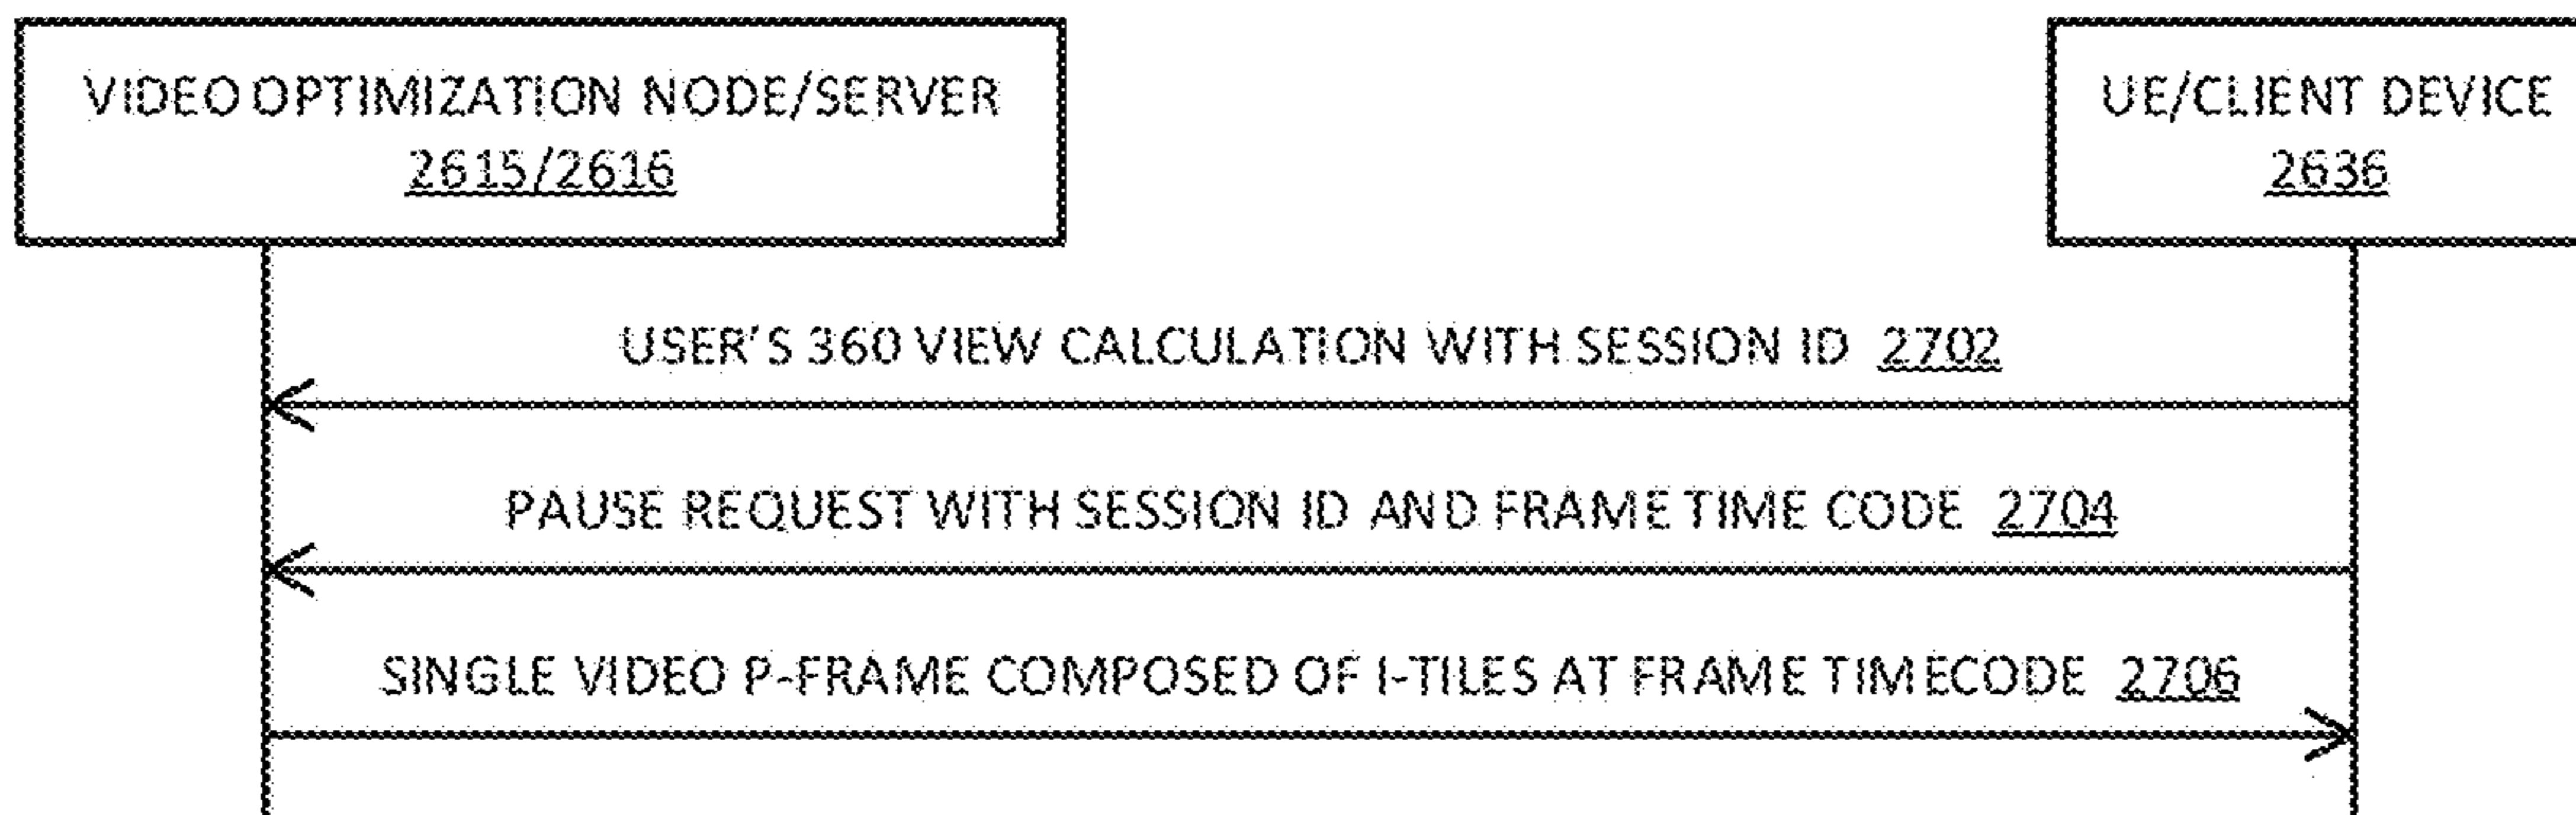 VIDEO OPTIMIZATION NODE/SERVER
2615/2616
UE/CLIENT DEVICE
2636
USER'S 360 VIEW CALCULATION WITH SESSION ID 2702
PAUSE REQUEST WITH SESSION ID AND FRAME TIME CODE 2704
SINGLE VIDEO P-FRAME COMPOSED OF I-TILES AT FRAME TIMECODE 2706